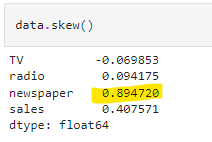 data.skew()
TV -0.069853
radio 0.094175
newspaper 0.894720
sales 0.407571
dtype: float64